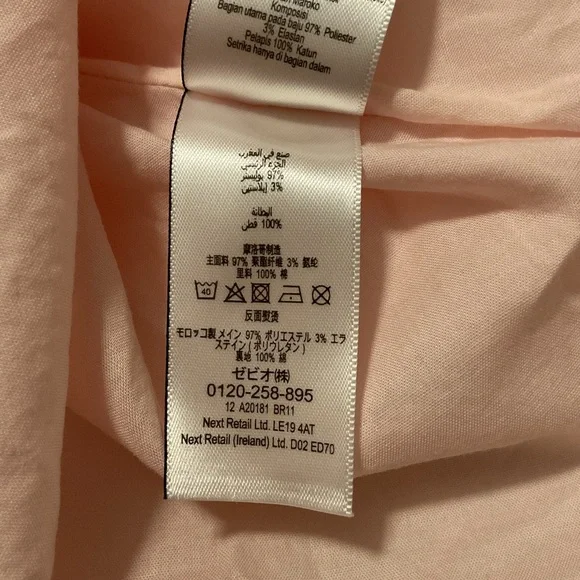 Maroko
Komposisi
Bagian utama pada baju 97% Poliester
3% Elastan
Pelapis 100% Katun
Setrika hanya di bagian dalam
صنع في المغرب
الجزء الرئيسي
97% بوليستر
3% إيلاستين
البطانة
100% قطن
摩洛哥制造
主面料 97% 聚酯纤维 3% 氨纶
里料 100% 棉
40
反面熨烫
モロッコ製 メイン 97% ポリエステル 3% エラ
ステイン ( ポリウレタン )
裏地 100% 綿
ゼビオ(株)
0120-258-895
12 A20181 BR11
Next Retail Ltd. LE19 4AT
Next Retail (Ireland) Ltd. D02 ED70